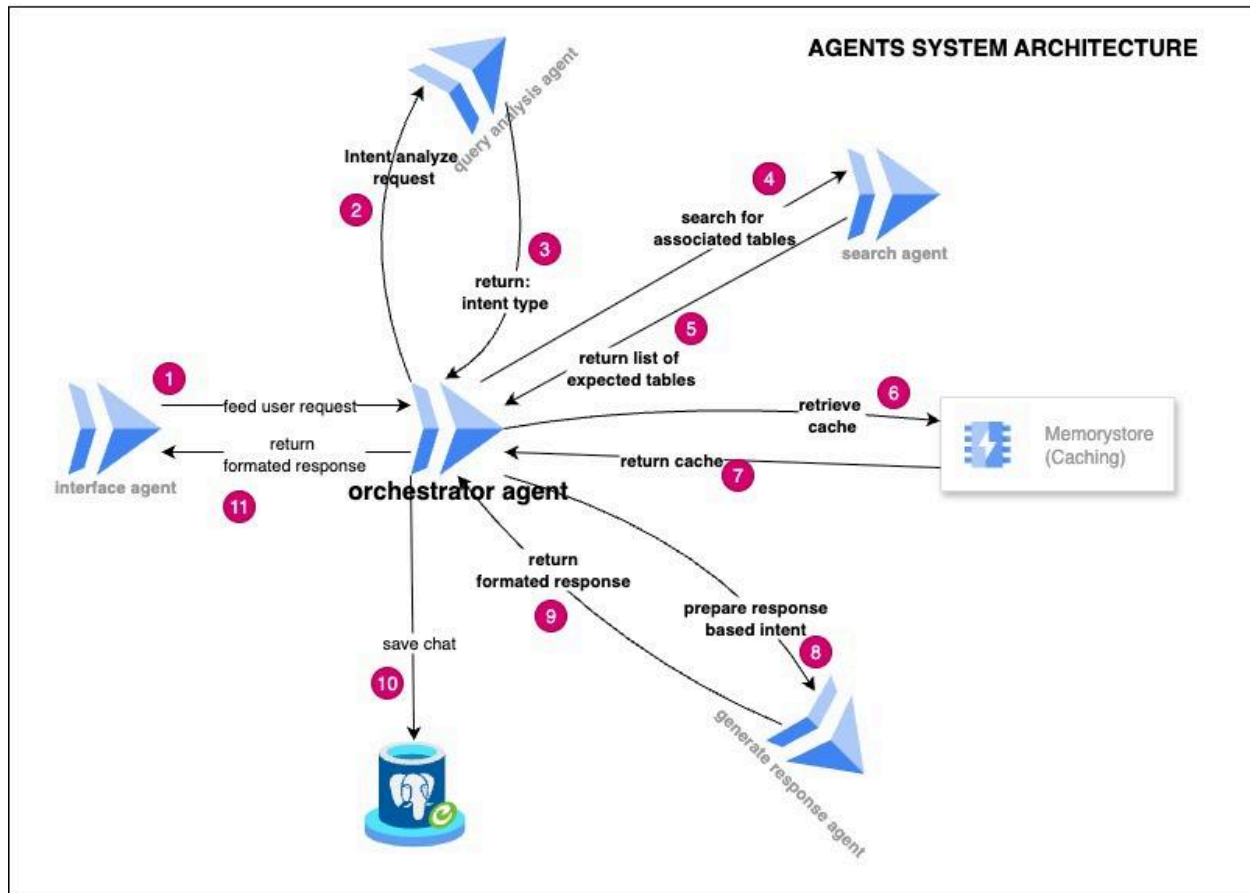 AGENTS SYSTEM ARCHITECTURE
query analysis agent
Intent analyze
request
2
3
return:
intent type
4
search for
associated tables
search agent
5
return list of
expected tables
1
feed user request
return
formated response
11
interface agent
orchestrator agent
6
retrieve
cache
Memorystore
(Caching)
return cache
7
return
formated response
9
prepare response
based intent
8
generate response agent
save chat
10